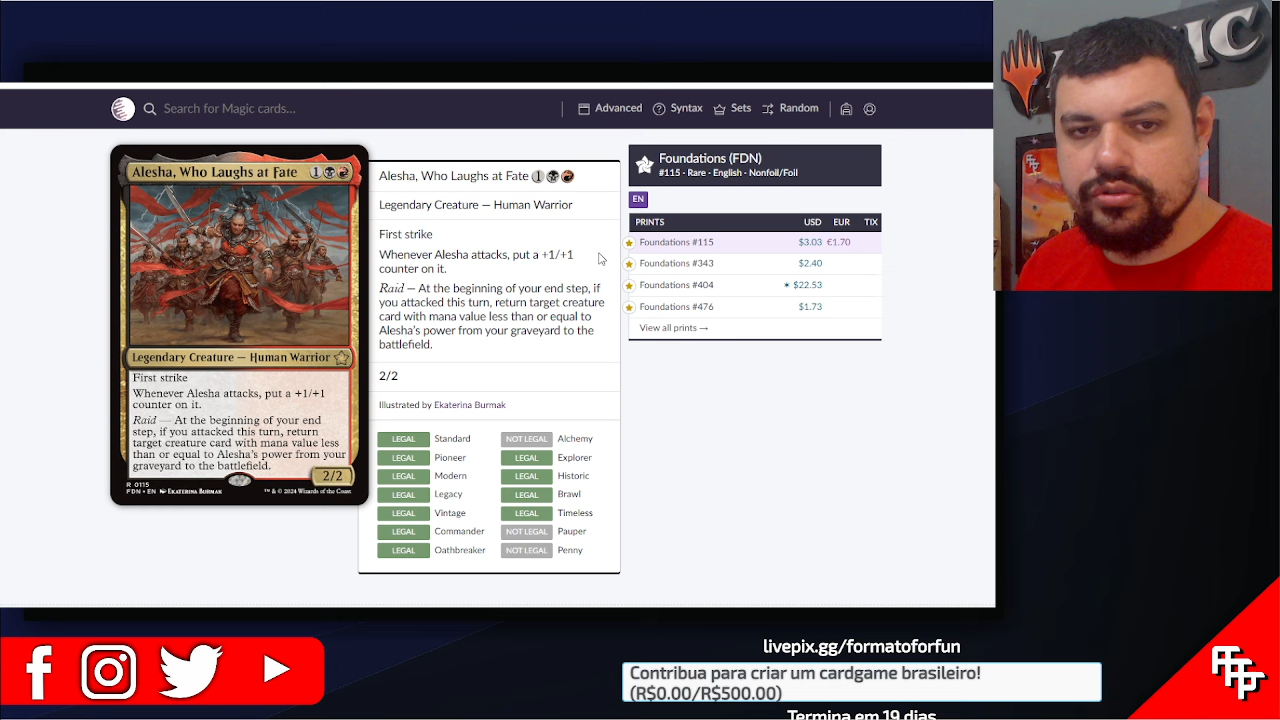 Search for Magic cards...
Advanced
Syntax
Sets
Random
Alesha, Who Laughs at Fate 1
Legendary Creature — Human Warrior
First strike
Whenever Alesha attacks, put a +1/+1
counter on it.
Raid — At the beginning of your end
step, if you attacked this turn, return
target creature card with mana value less
than or equal to Alesha's power from your
graveyard to the battlefield.
2/2
R 0115
FDN • EN EKATERINA BURMAK
™ & © 2024 Wizards of the Coast
Alesha, Who Laughs at Fate 1
Legendary Creature — Human Warrior
First strike
Whenever Alesha attacks, put a +1/+1
counter on it.
Raid — At the beginning of your end step, if
you attacked this turn, return target creature
card with mana value less than or equal to
Alesha's power from your graveyard to the
battlefield.
2/2
Illustrated by Ekaterina Burmak
LEGAL Standard NOT LEGAL Alchemy
LEGAL Pioneer LEGAL Explorer
LEGAL Modern LEGAL Historic
LEGAL Legacy LEGAL Brawl
LEGAL Vintage LEGAL Timeless
LEGAL Commander NOT LEGAL Pauper
LEGAL Oathbreaker NOT LEGAL Penny
Foundations (FDN)
#115 · Rare · English · Nonfoil/Foil
EN
PRINTS USD EUR TIX
Foundations #115 $3.03 €1.70
Foundations #343 $2.40
Foundations #404 ✶ $22.53
Foundations #476 $1.73
View all prints →
livepix.gg/formatoforfun
Contribua para criar um cardgame brasileiro!
(R$0.00/R$500.00)
Termina em 19 dias
FFF